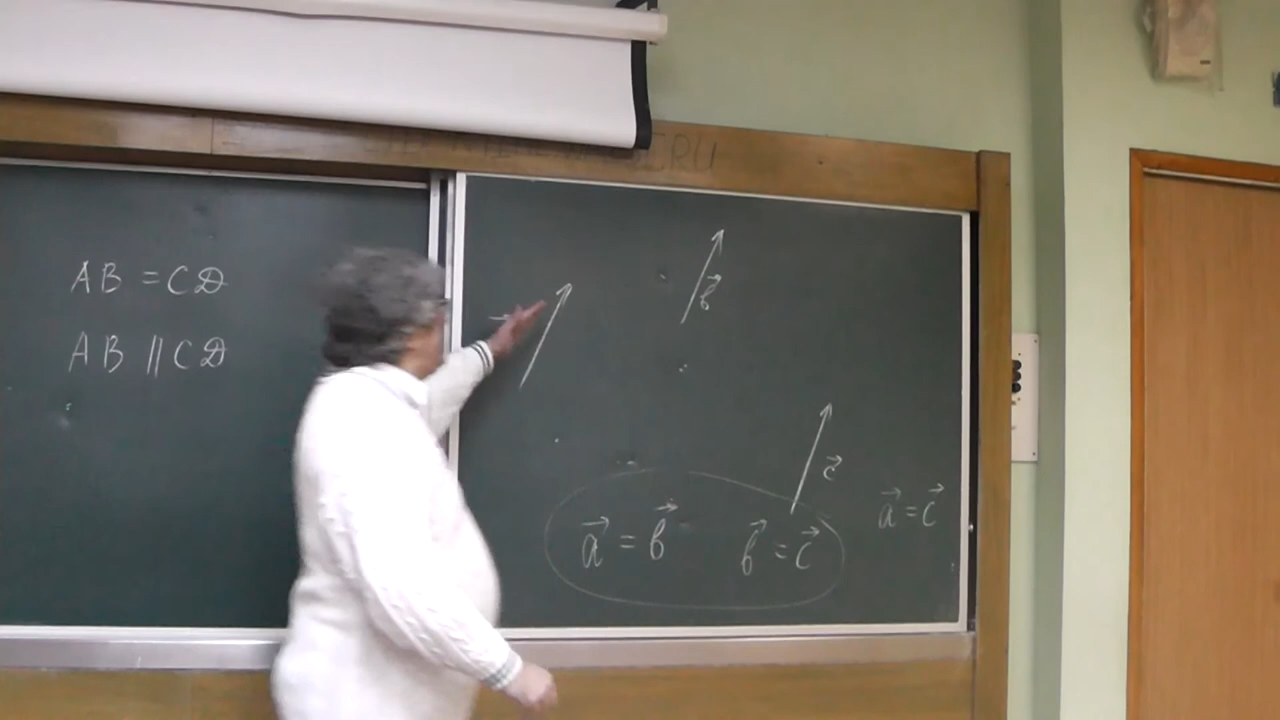 AB = CD
AB || CD
b⃗
c⃗
a⃗ = b⃗
b⃗ = c⃗
a⃗ = c⃗